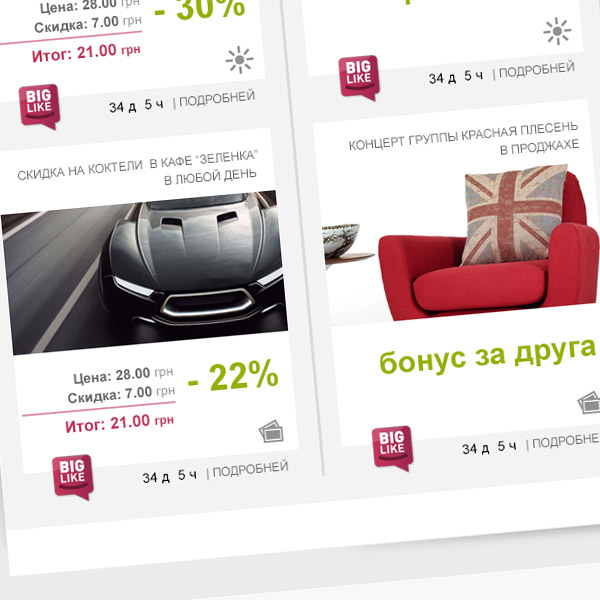 Цена: 28.00 грн
Скидка: 7.00 грн
- 30%
Итог: 21.00 грн
BIG
LIKE
34 д 5 ч | ПОДРОБНЕЙ
BIG
LIKE
34 д 5 ч | ПОДРОБНЕЙ
СКИДКА НА КОКТЕЛИ В КАФЕ “ЗЕЛЕНКА”
В ЛЮБОЙ ДЕНЬ
Цена: 28.00 грн
Скидка: 7.00 грн
- 22%
Итог: 21.00 грн
BIG
LIKE
34 д 5 ч | ПОДРОБНЕЙ
КОНЦЕРТ ГРУППЫ КРАСНАЯ ПЛЕСЕНЬ
В ПРОДЖАХЕ
бонус за друга
BIG
LIKE
34 д 5 ч | ПОДРОБНЕЙ